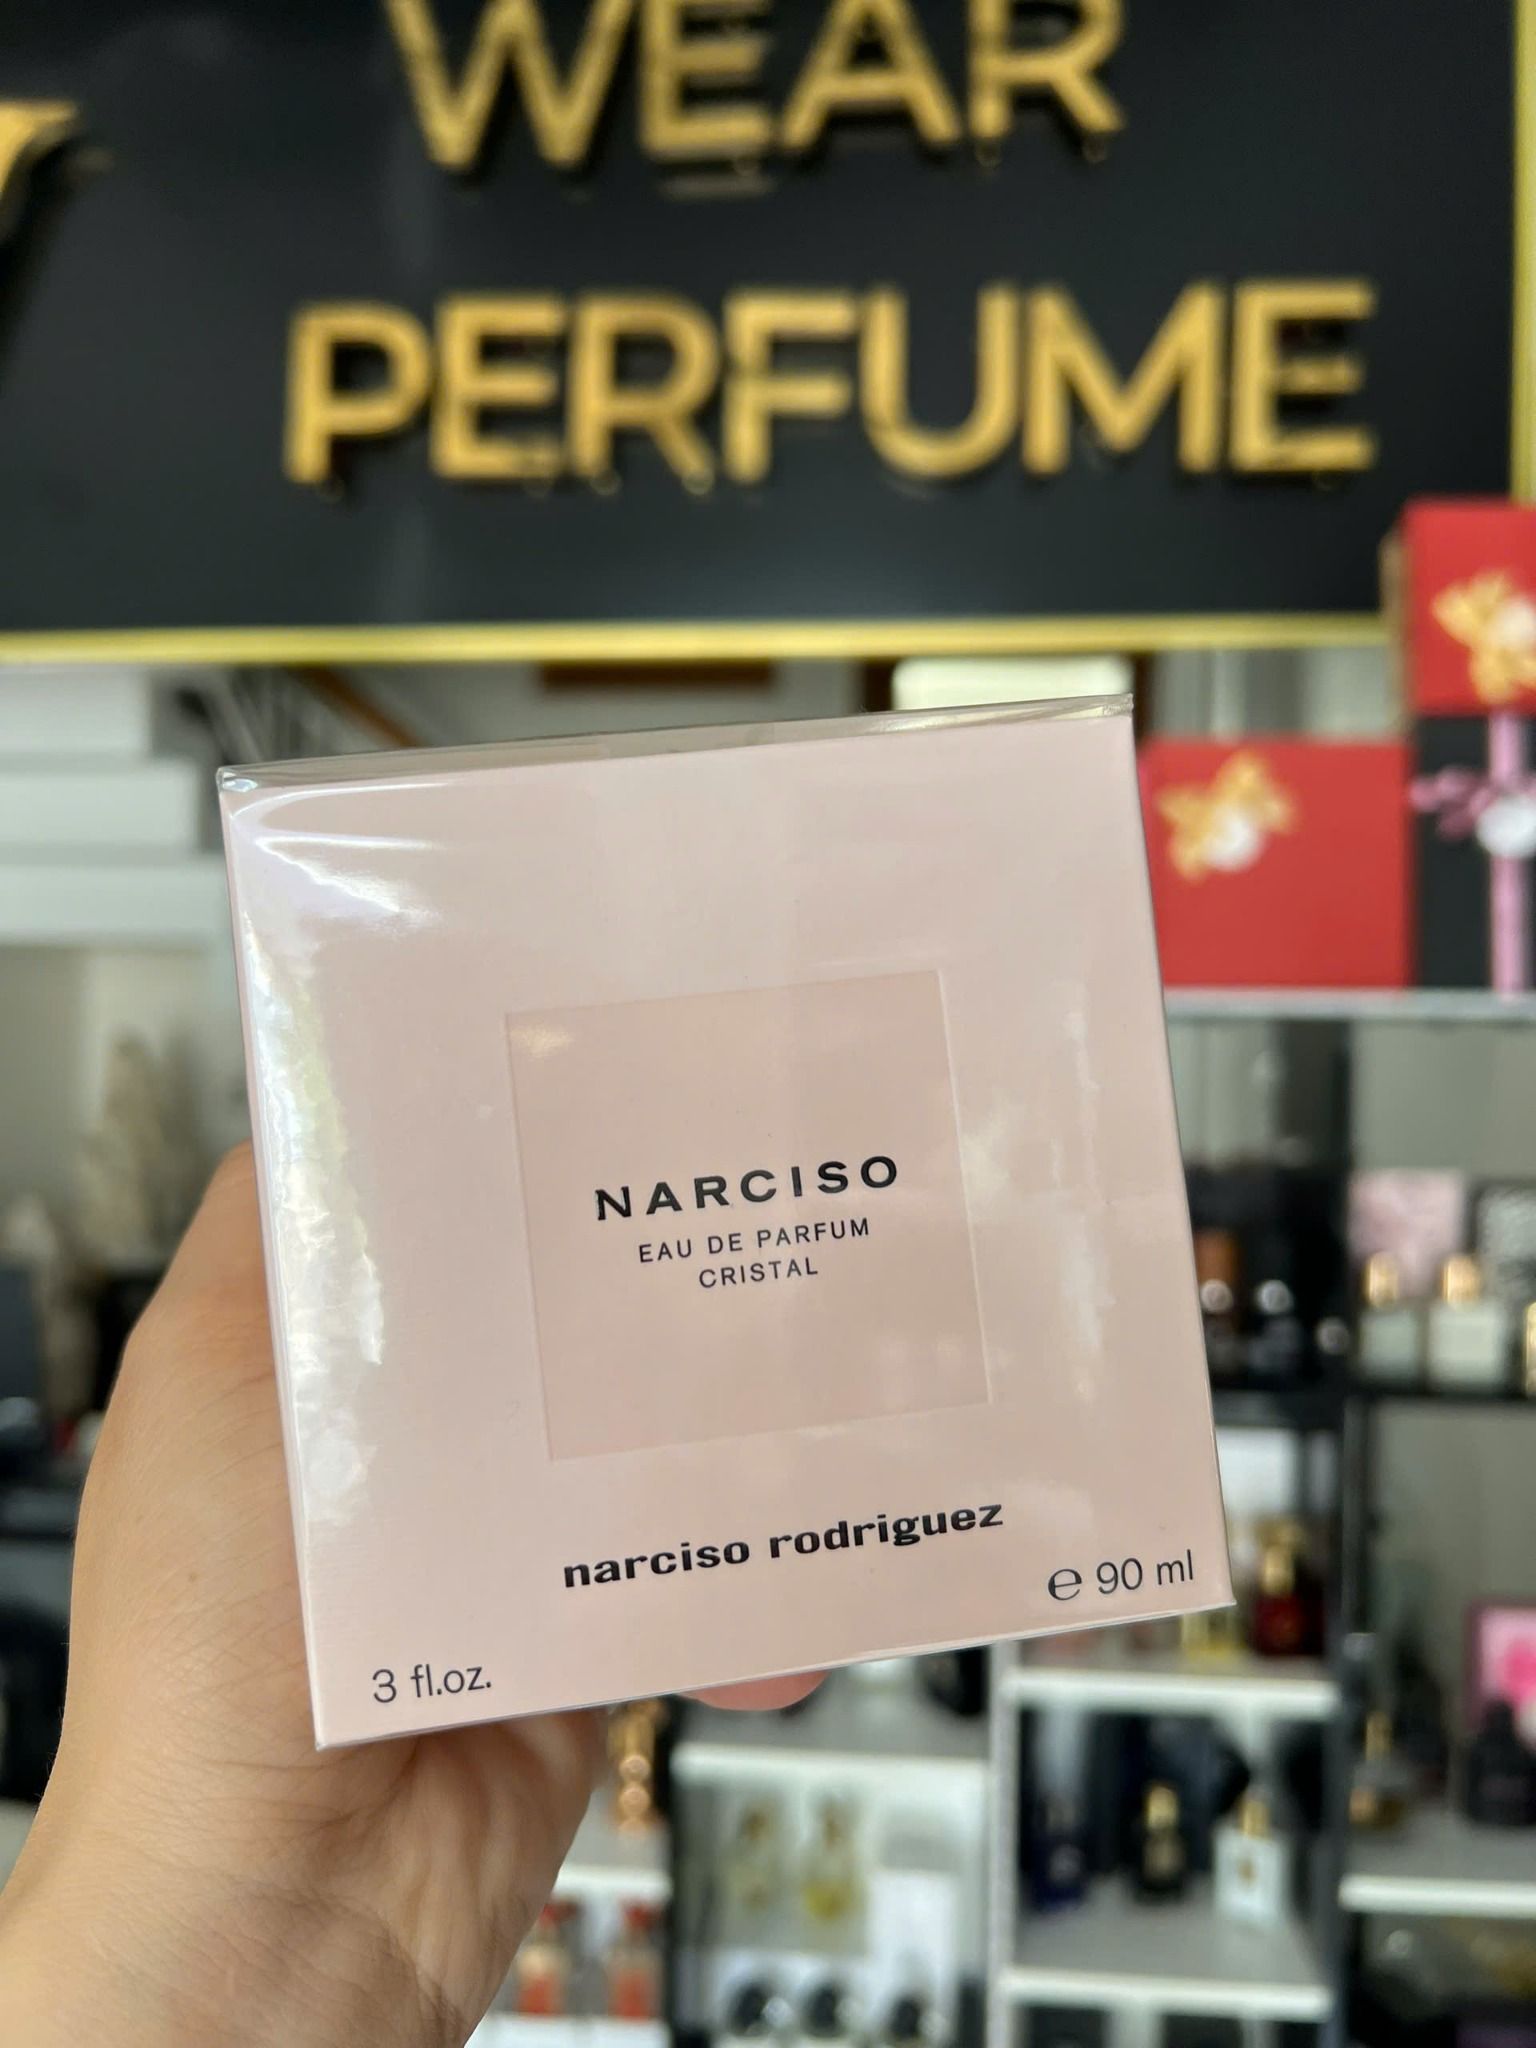 WEAR
PERFUME
NARCISO
EAU DE PARFUM
CRISTAL
narciso rodriguez
℮ 90 ml
3 fl.oz.